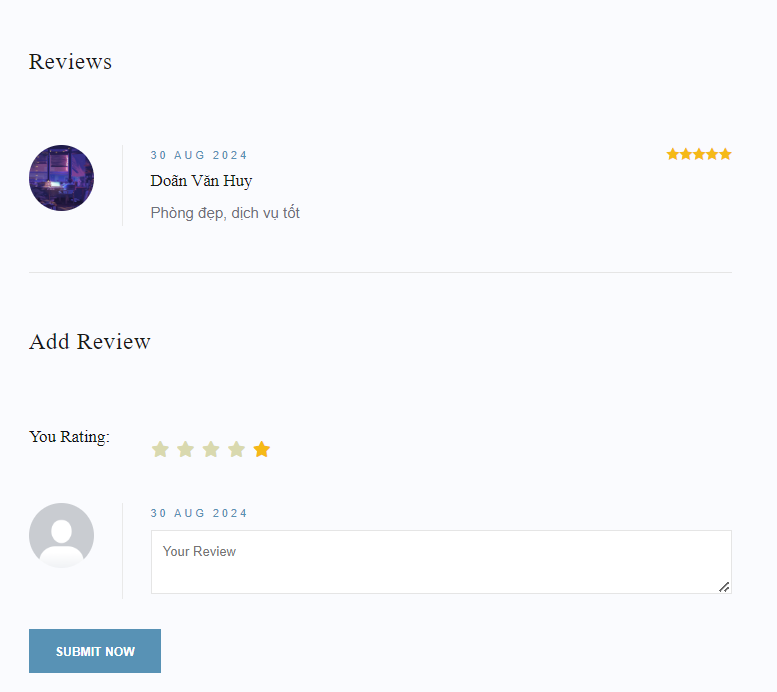 Reviews
30 AUG 2024
Doãn Văn Huy
Phòng đẹp, dịch vụ tốt
Add Review
You Rating:
30 AUG 2024
Your Review
SUBMIT NOW